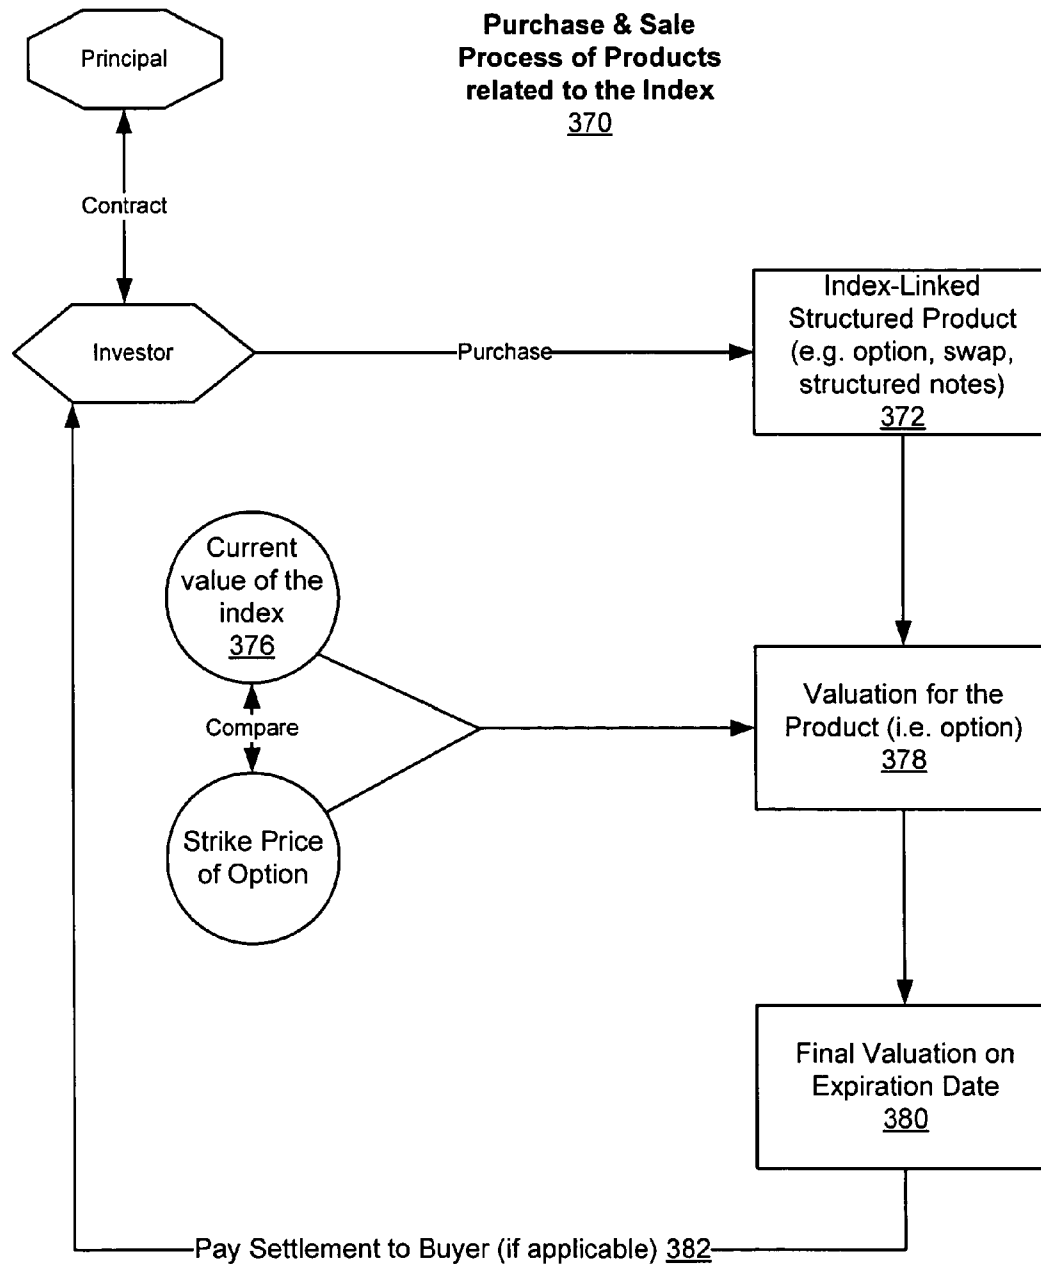 Principal
Purchase & Sale
Process of Products
related to the Index
370
Contract
Investor
Purchase
Index-Linked
Structured Product
(e.g. option, swap,
structured notes)
372
Current
value of the
index
376
Compare
Strike Price
of Option
Valuation for the
Product (i.e. option)
378
Final Valuation on
Expiration Date
380
Pay Settlement to Buyer (if applicable) 382